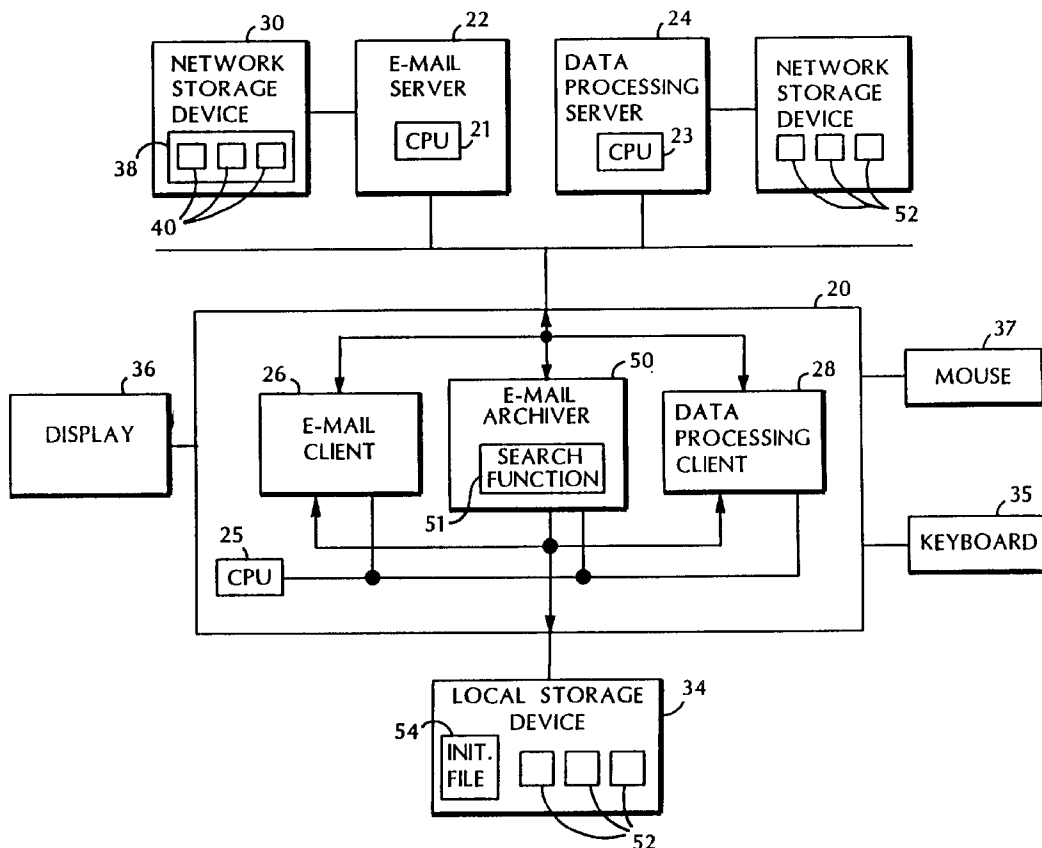 30
NETWORK
STORAGE
DEVICE
38
40
22
E-MAIL
SERVER
CPU
21
24
DATA
PROCESSING
SERVER
CPU
23
NETWORK
STORAGE
DEVICE
52
20
36
DISPLAY
26
E-MAIL
CLIENT
50
E-MAIL
ARCHIVER
SEARCH
FUNCTION
51
28
DATA
PROCESSING
CLIENT
25
CPU
37
MOUSE
35
KEYBOARD
34
LOCAL STORAGE
DEVICE
54
INIT.
FILE
52